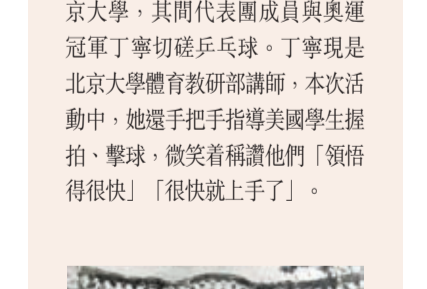 京大學，其間代表團成員與奧運
冠軍丁寧切磋乒乓球。丁寧現是
北京大學體育教研部講師，本次活
動中，她還手把手指導美國學生握
拍、擊球，微笑着稱讚他們「領悟
得很快」「很快就上手了」。